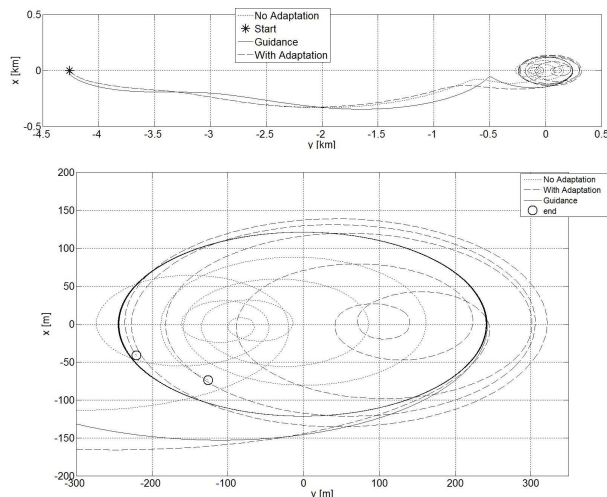 No Adaptation
Start
Guidance
With Adaptation
0.5
0
-0.5
x [km]
-4.5 -4 -3.5 -3 -2.5 -2 -1.5 -1 -0.5 0 0.5
y [km]
No Adaptation
With Adaptation
Guidance
end
200
150
100
50
0
-50
-100
-150
-200
x [m]
-300 -200 -100 0 100 200 300
y [m]